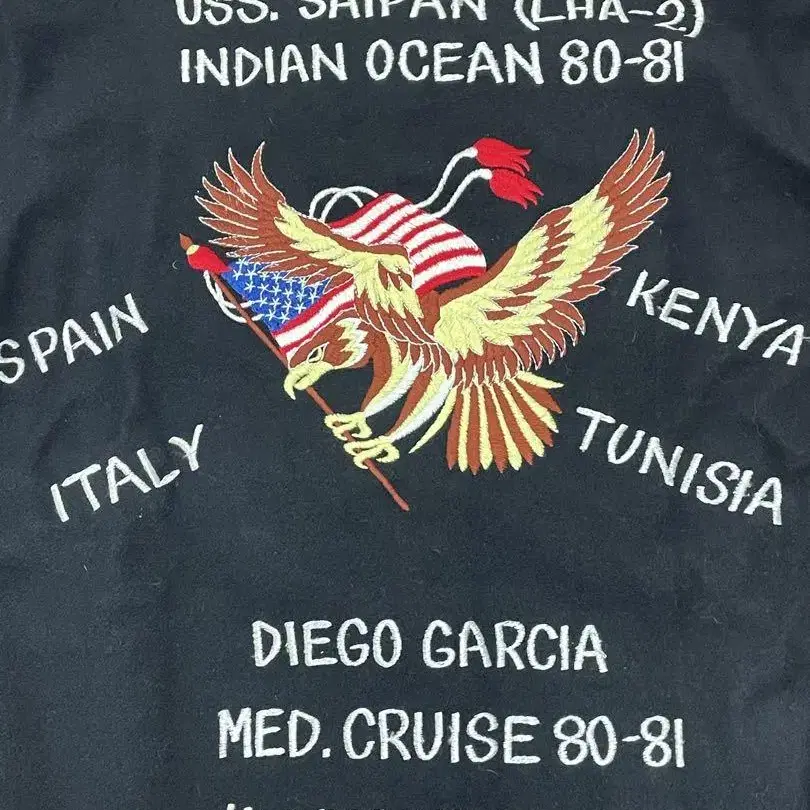 USS. SAIPAN (LHA-2)
INDIAN OCEAN 80-81
SPAIN
KENYA
ITALY
TUNISIA
DIEGO GARCIA
MED. CRUISE 80-81